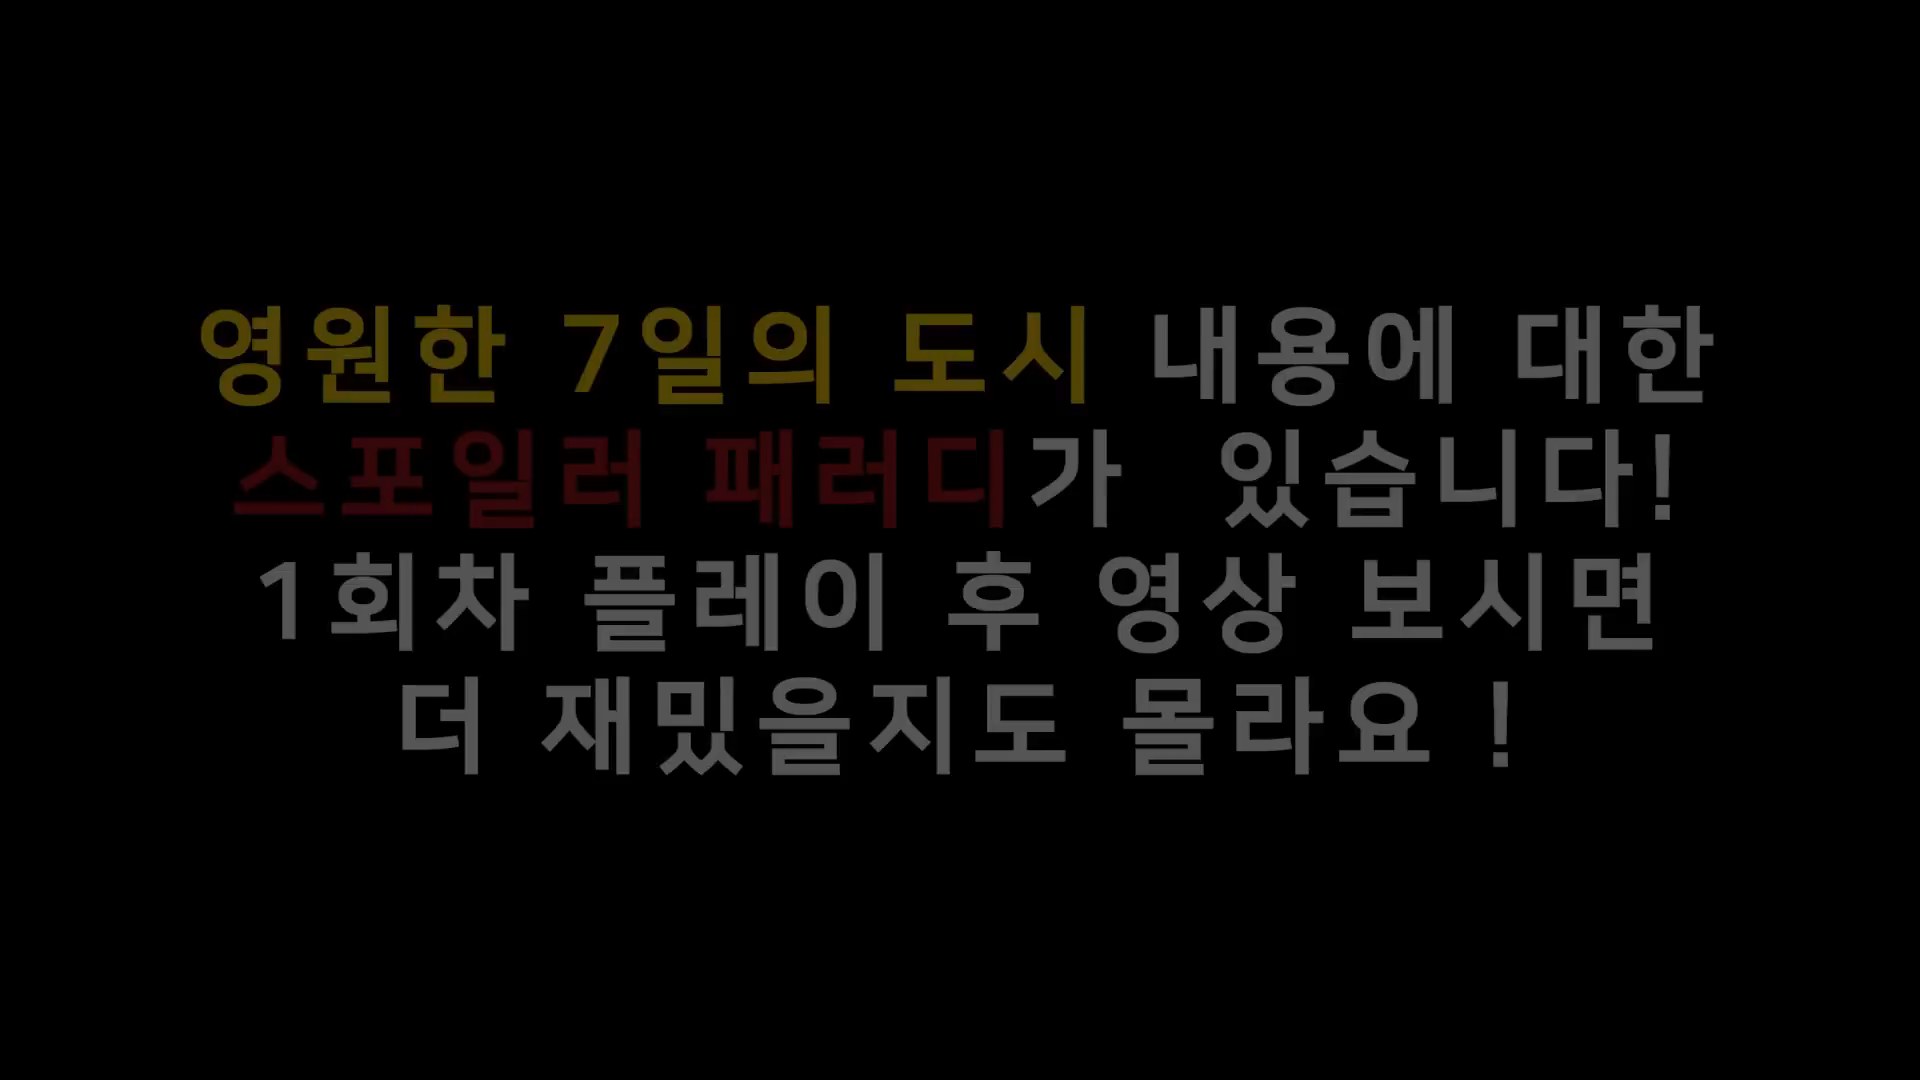 영원한 7일의 도시 내용에 대한
스포일러 패러디가 있습니다!
1회차 플레이 후 영상 보시면
더 재밌을지도 몰라요 !